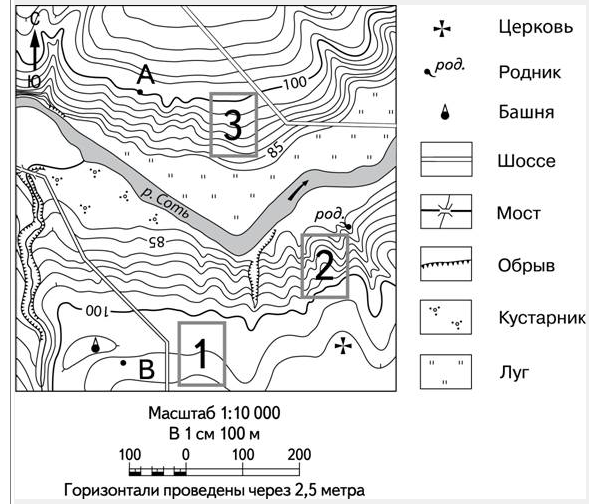 С
Ю
А
100
3
85
р. Соть
род.
85
2
100
1
В
Церковь
род.
Родник
Башня
Шоссе
Мост
Обрыв
Кустарник
Луг
Масштаб 1:10 000
В 1 см 100 м
100 0 100 200
Горизонтали проведены через 2,5 метра